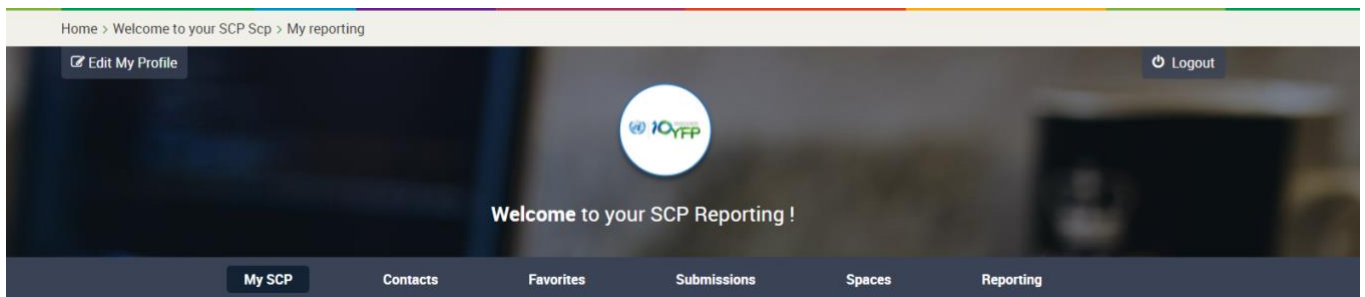 Home > Welcome to your SCP Scp > My reporting
Edit My Profile
Logout
10YFP
Welcome to your SCP Reporting !
My SCP Contacts Favorites Submissions Spaces Reporting